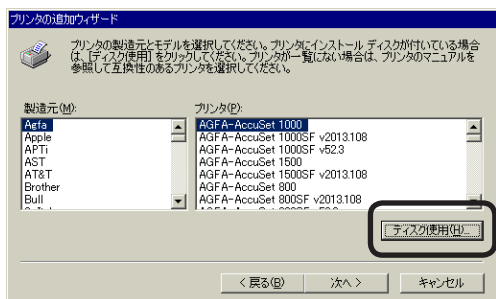 プリンタの追加ウィザード
プリンタの製造元とモデルを選択してください。プリンタにインストール ディスクが付いている場合
は、[ディスク使用] をクリックしてください。プリンタが一覧にない場合は、プリンタのマニュアルを
参照して互換性のあるプリンタを選択してください。
製造元(M):
プリンタ(P):
Agfa
Apple
APTi
AST
AT&T
Brother
Bull
AGFA-AccuSet 1000
AGFA-AccuSet 1000SF v2013.108
AGFA-AccuSet 1000SF v52.3
AGFA-AccuSet 1500
AGFA-AccuSet 1500SF v2013.108
AGFA-AccuSet 800
AGFA-AccuSet 800SF v2013.108
ディスク使用(H)...
< 戻る(B)
次へ >
キャンセル